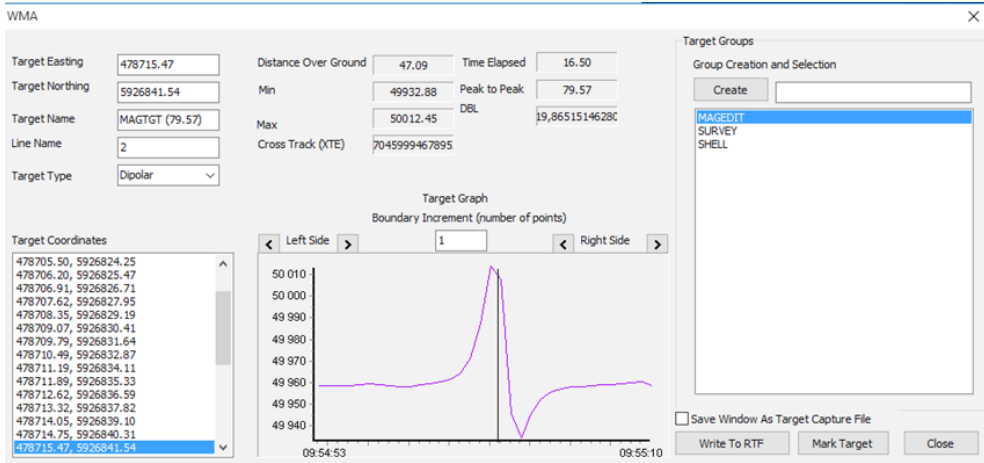 WMA
Target Easting 478715.47 Distance Over Ground 47.09 Time Elapsed 16.50
Target Northing 5926841.54 Min 49932.88 Peak to Peak 79.57
Target Name MAGTGT (79.57) Max 50012.45 DBL 19,86515146280
Line Name 2 Cross Track (XTE) 7045999467895
Target Type Dipolar
Target Groups
Group Creation and Selection
Create
MAGEDIT
SURVEY
SHELL
Target Graph
Boundary Increment (number of points)
< Left Side > 1 < Right Side >
Target Coordinates
478705.50, 5926824.25
478706.20, 5926825.47
478706.91, 5926826.71
478707.62, 5926827.95
478708.35, 5926829.19
478709.07, 5926830.41
478709.79, 5926831.64
478710.49, 5926832.87
478711.19, 5926834.11
478711.89, 5926835.33
478712.62, 5926836.59
478713.32, 5926837.82
478714.05, 5926839.10
478714.75, 5926840.31
478715.47, 5926841.54
50 010
50 000
49 990
49 980
49 970
49 960
49 950
49 940
09:54:53 09:55:10
Save Window As Target Capture File
Write To RTF Mark Target Close